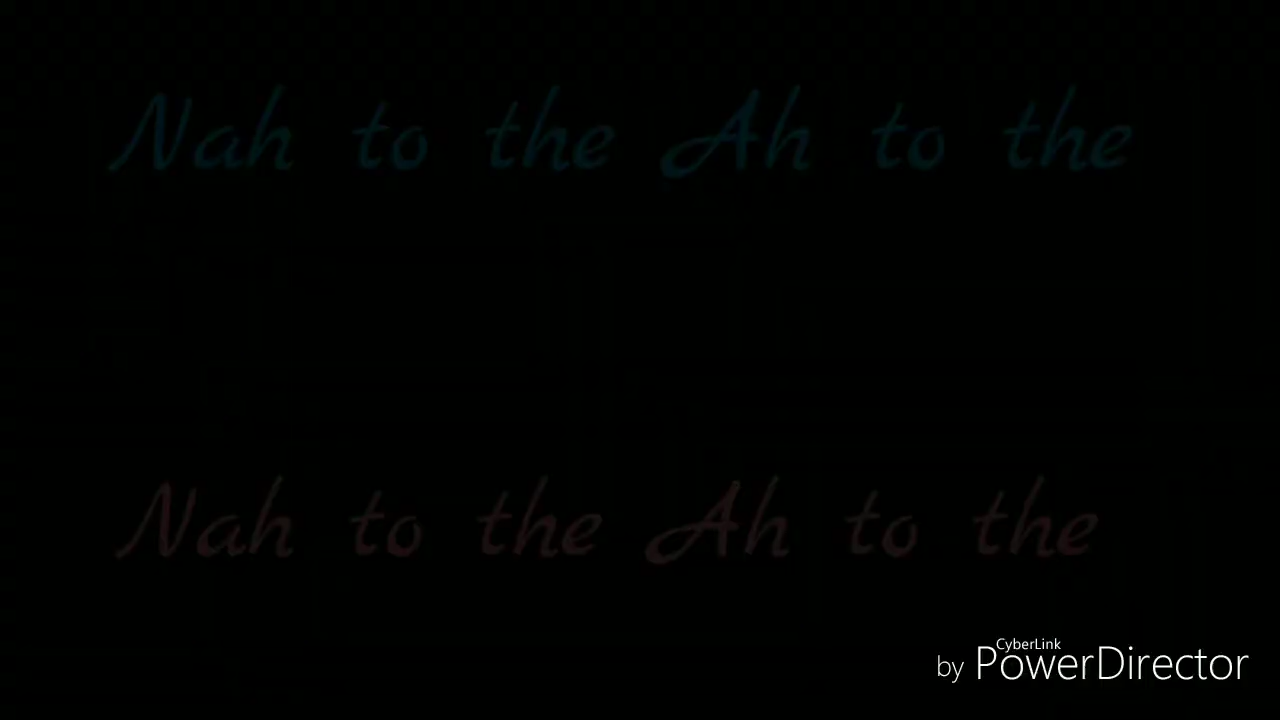 Nah to the Ah to the
Nah to the Ah to the
CyberLink
by PowerDirector